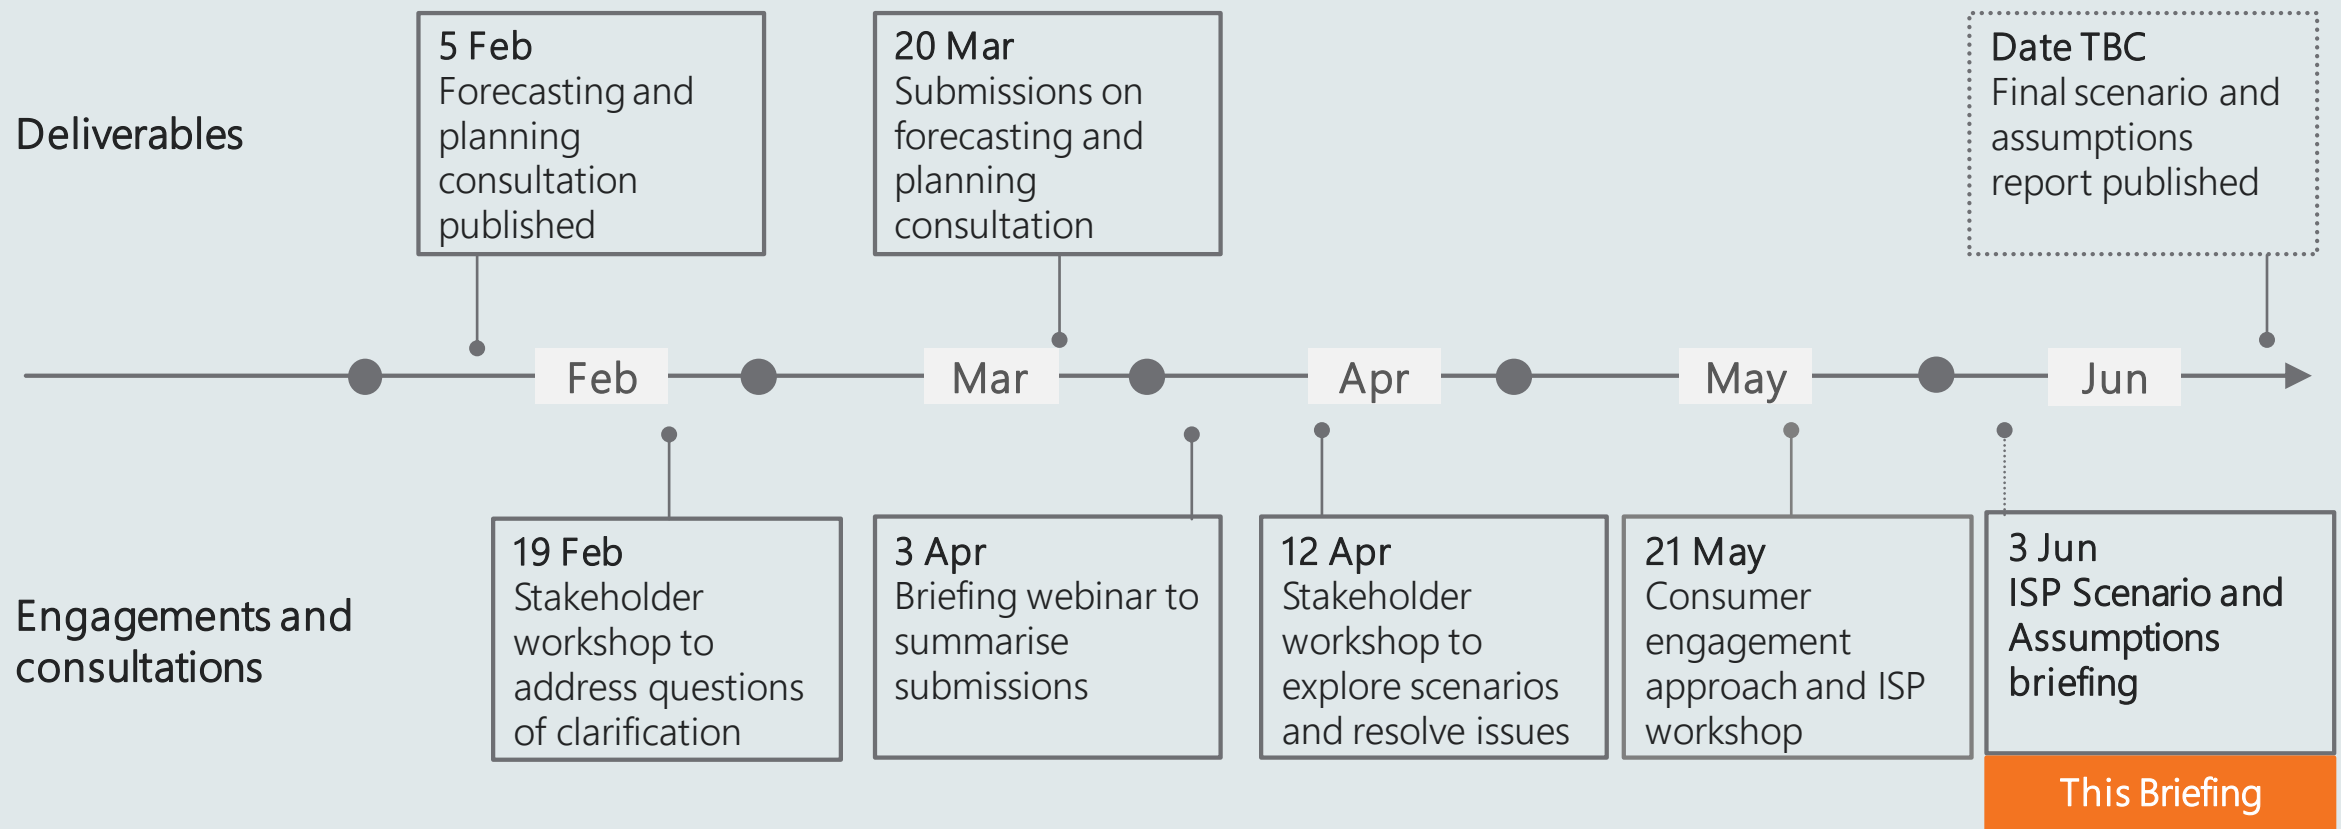 5 Feb
Forecasting and
planning
consultation
published
20 Mar
Submissions on
forecasting and
planning
consultation
Date TBC
Final scenario and
assumptions
report published
Deliverables
Feb
Mar
Apr
May
Jun
Engagements and
consultations
19 Feb
Stakeholder
workshop to
address questions
of clarification
3 Apr
Briefing webinar to
summarise
submissions
12 Apr
Stakeholder
workshop to
explore scenarios
and resolve issues
21 May
Consumer
engagement
approach and ISP
workshop
3 Jun
ISP Scenario and
Assumptions
briefing
This Briefing